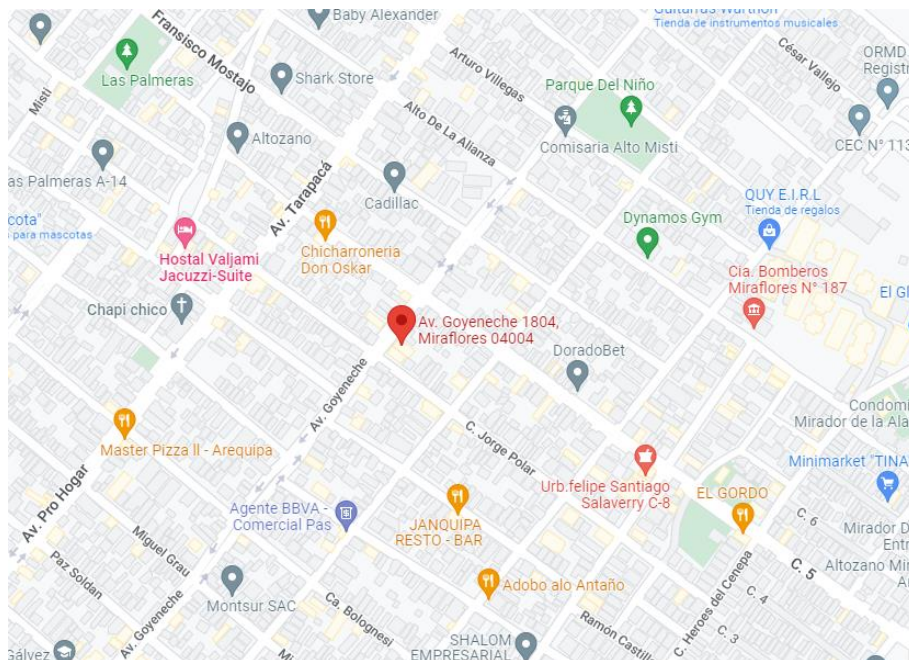 Baby Alexander
Guitarras Warthon
Tienda de instrumentos musicales
Fransisco Mostajo
Las Palmeras
Shark Store
Arturo Villegas
César Vallejo
ORMD
Registr
Misti
Parque Del Niño
Alto De La Alianza
Altozano
Comisaria Alto Misti
CEC N° 113
as Palmeras A-14
Av. Tarapacá
Cadillac
QUY E.I.R.L
Tienda de regalos
cota"
s para mascotas
Dynamos Gym
Hostal Valjami
Jacuzzi-Suite
Chicharroneria
Don Oskar
Cia. Bomberos
Miraflores N° 187
El Gl
Chapi chico
Av. Goyeneche 1804,
Miraflores 04004
DoradoBet
Av. Goyeneche
Condomi
Mirador de la Ala
Master Pizza ll - Arequipa
C. Jorge Polar
Urb.felipe Santiago
Salaverry C-8
Minimarket "TINA
EL GORDO
Av. Pro Hogar
Agente BBVA -
Comercial Pas
JANQUIPA
RESTO - BAR
C. 6
Mirador D
Entr
Altozano Mi
A
Miguel Grau
C. 5
Paz Soldan
Montsur SAC
Adobo alo Antaño
C. Heroes del Cenepa
C. 4
C. 3
Ca. Bolognesi
Ramón Castill
Av. Goyeneche
Gálvez
Mi
SHALOM
EMPRESARIAL